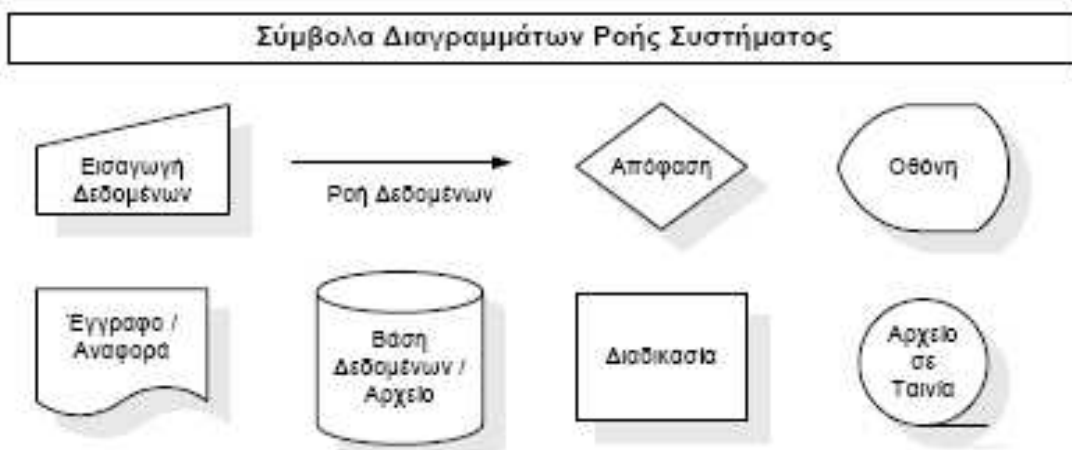 Σύμβολα Διαγραμμάτων Ροής Συστήματος
Εισαγωγή
Δεδομένων
Ροή Δεδομένων
Απόφαση
Οθόνη
Έγγραφο /
Αναφορά
Βάση
Δεδομένων /
Αρχείο
Διαδικασία
Αρχείο
σε
Ταινία